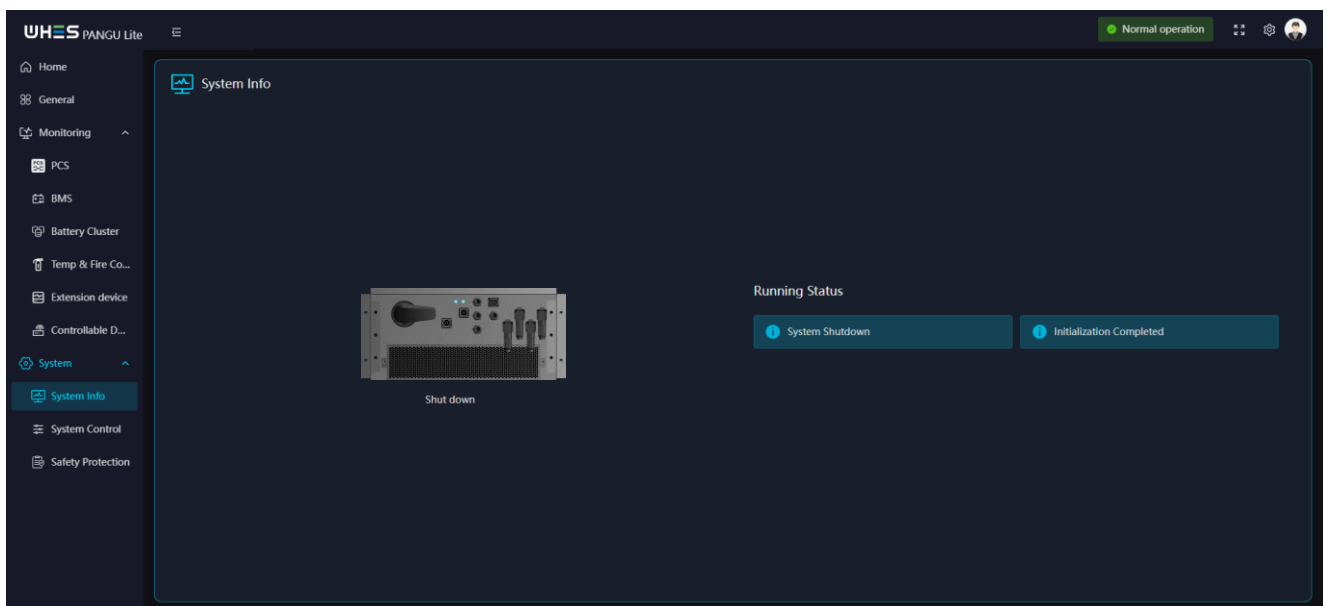 WHES PANGU Lite
Normal operation
Home
General
Monitoring
PCS
BMS
Battery Cluster
Temp & Fire Co...
Extension device
Controllable D...
System
System Info
System Control
Safety Protection
System Info
Shut down
Running Status
System Shutdown
Initialization Completed